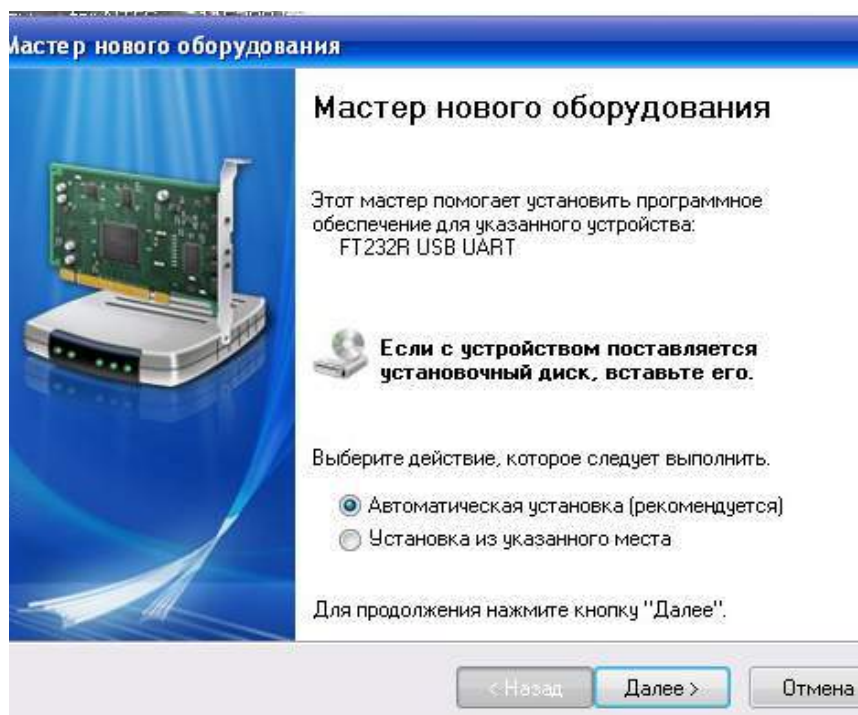 Мастер нового оборудования
Мастер нового оборудования
Этот мастер помогает установить программное
обеспечение для указанного устройства:
FT232R USB UART
Если с устройством поставляется
установочный диск, вставьте его.
Выберите действие, которое следует выполнить.
Автоматическая установка (рекомендуется)
Установка из указанного места
Для продолжения нажмите кнопку "Далее".
< Назад
Далее >
Отмена